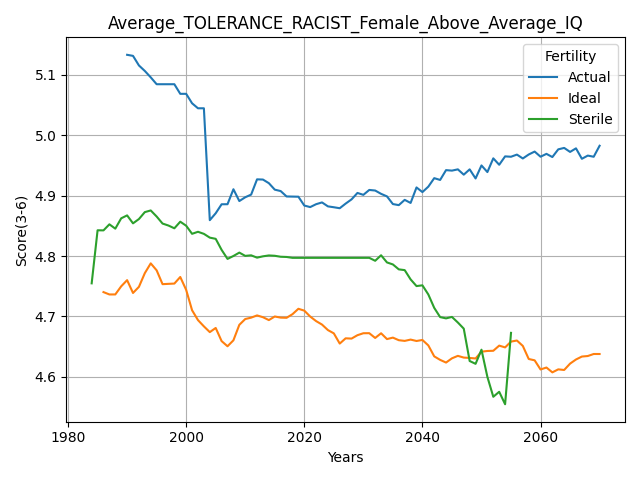 Average_TOLERANCE_RACIST_Female_Above_Average_IQ
Fertility
Actual
Ideal
Sterile
Score(3-6)
5.1
5.0
4.9
4.8
4.7
4.6
1980
2000
2020
2040
2060
Years